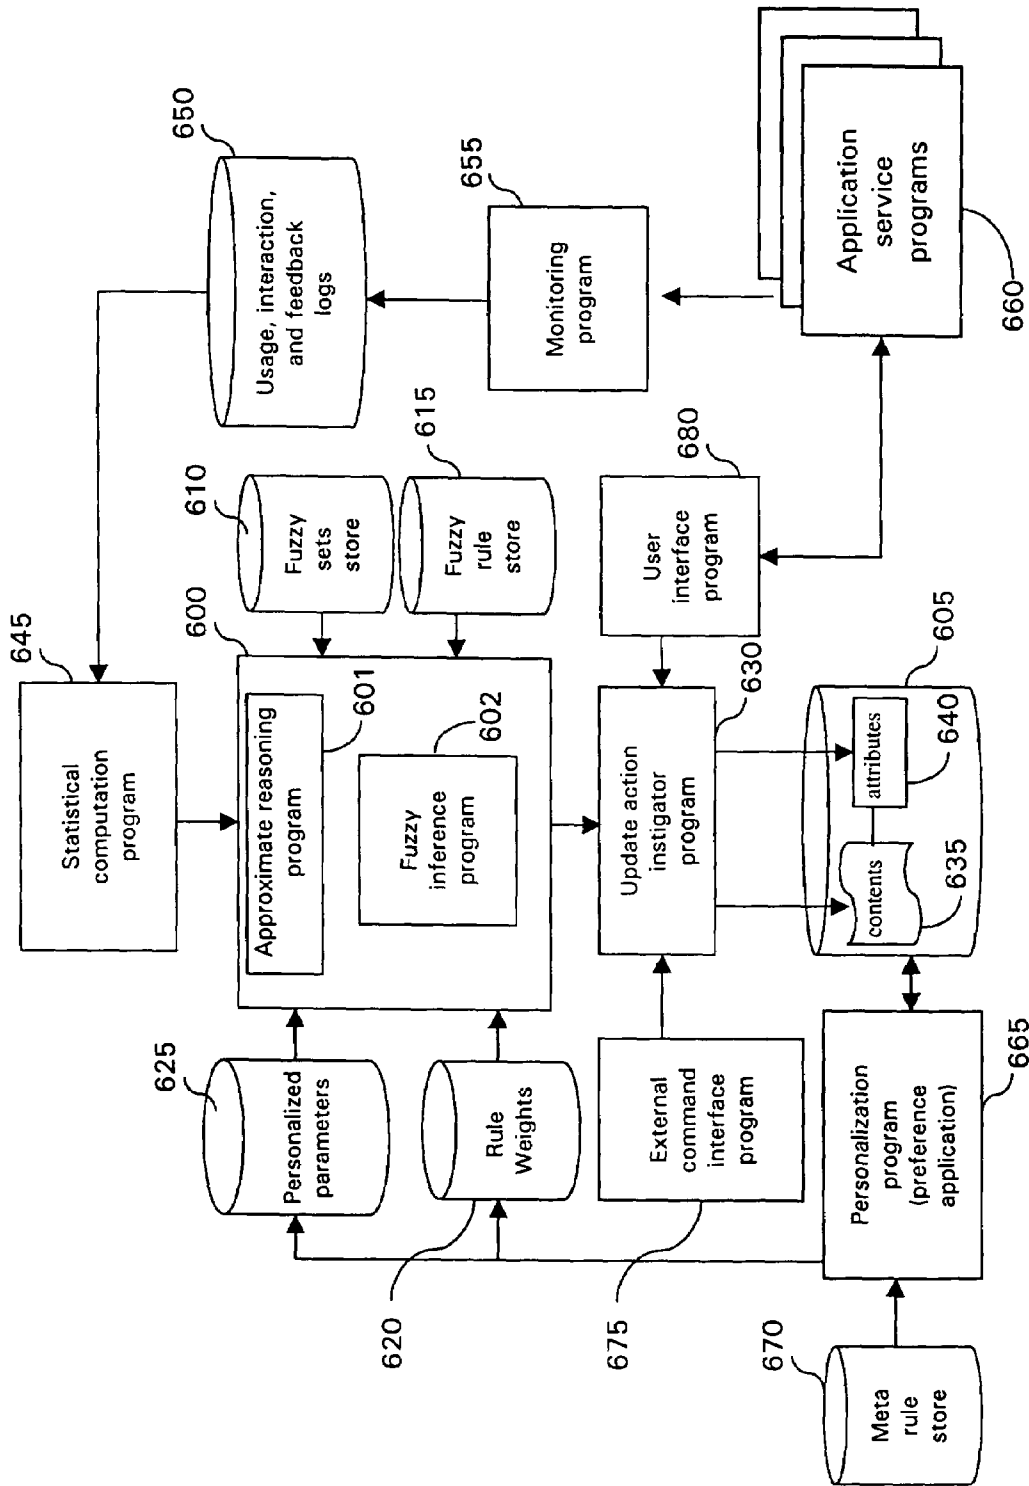 645
Statistical
computation
program
650
Usage, interaction,
and feedback
logs
625
Personalized
parameters
600
Approximate reasoning
program
601
602
Fuzzy
inference
program
610
Fuzzy
sets
store
615
Fuzzy
rule
store
655
Monitoring
program
620
Rule
Weights
675
External
command
interface
program
Update action
instigator
program
630
680
User
interface
program
Application
service
programs
660
670
Meta
rule
store
Personalization
program
(preference
application)
665
605
contents
635
attributes
640